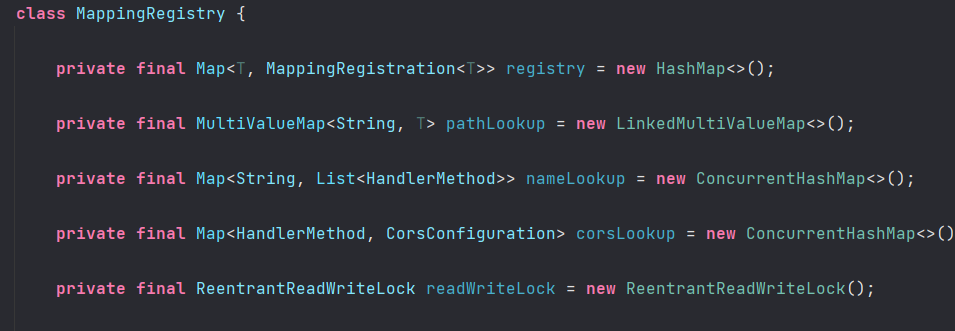 class MappingRegistry {
private final Map<T, MappingRegistration<T>> registry = new HashMap<>();
private final MultiValueMap<String, T> pathLookup = new LinkedMultiValueMap<>();
private final Map<String, List<HandlerMethod>> nameLookup = new ConcurrentHashMap<>();
private final Map<HandlerMethod, CorsConfiguration> corsLookup = new ConcurrentHashMap<>()
private final ReentrantReadWriteLock readWriteLock = new ReentrantReadWriteLock();